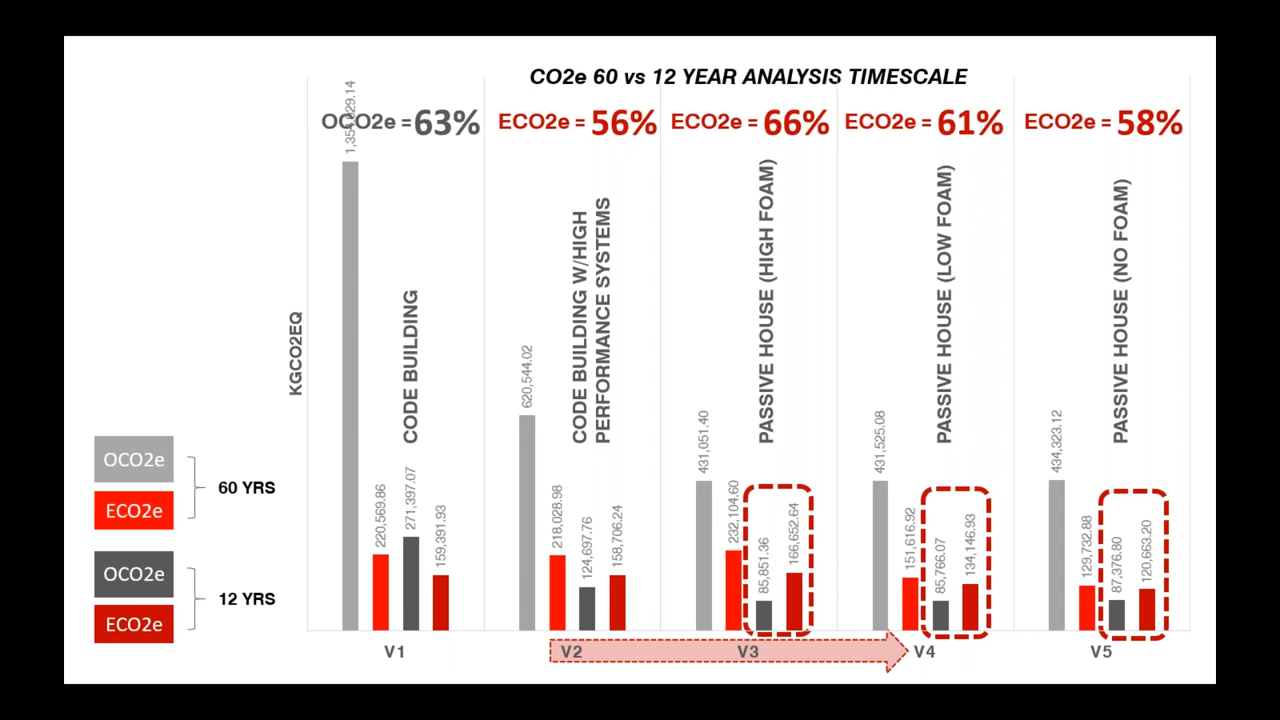 CO2e 60 vs 12 YEAR ANALYSIS TIMESCALE
OCO2e = 63%
ECO2e = 56%
ECO2e = 66%
ECO2e = 61%
ECO2e = 58%
KGCO2EQ
220,569.86
271,397.07
159,391.93
CODE BUILDING
620,544.02
218,028.98
124,697.76
158,706.24
CODE BUILDING W/HIGH
PERFORMANCE SYSTEMS
431,051.40
232,104.60
85,851.36
166,652.64
PASSIVE HOUSE (HIGH FOAM)
431,525.08
151,616.92
85,766.07
134,146.93
PASSIVE HOUSE (LOW FOAM)
434,323.12
129,732.88
87,376.80
120,663.20
PASSIVE HOUSE (NO FOAM)
OCO2e
ECO2e
60 YRS
OCO2e
ECO2e
12 YRS
V1
V2
V3
V4
V5